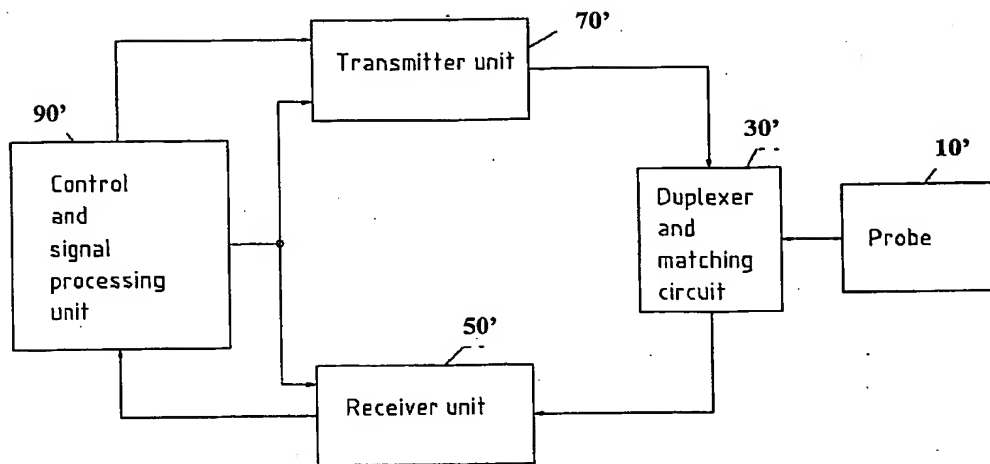 70'
Transmitter unit
90'
Control
and
signal
processing
unit
30'
Duplexer
and
matching
circuit
10'
Probe
50'
Receiver unit